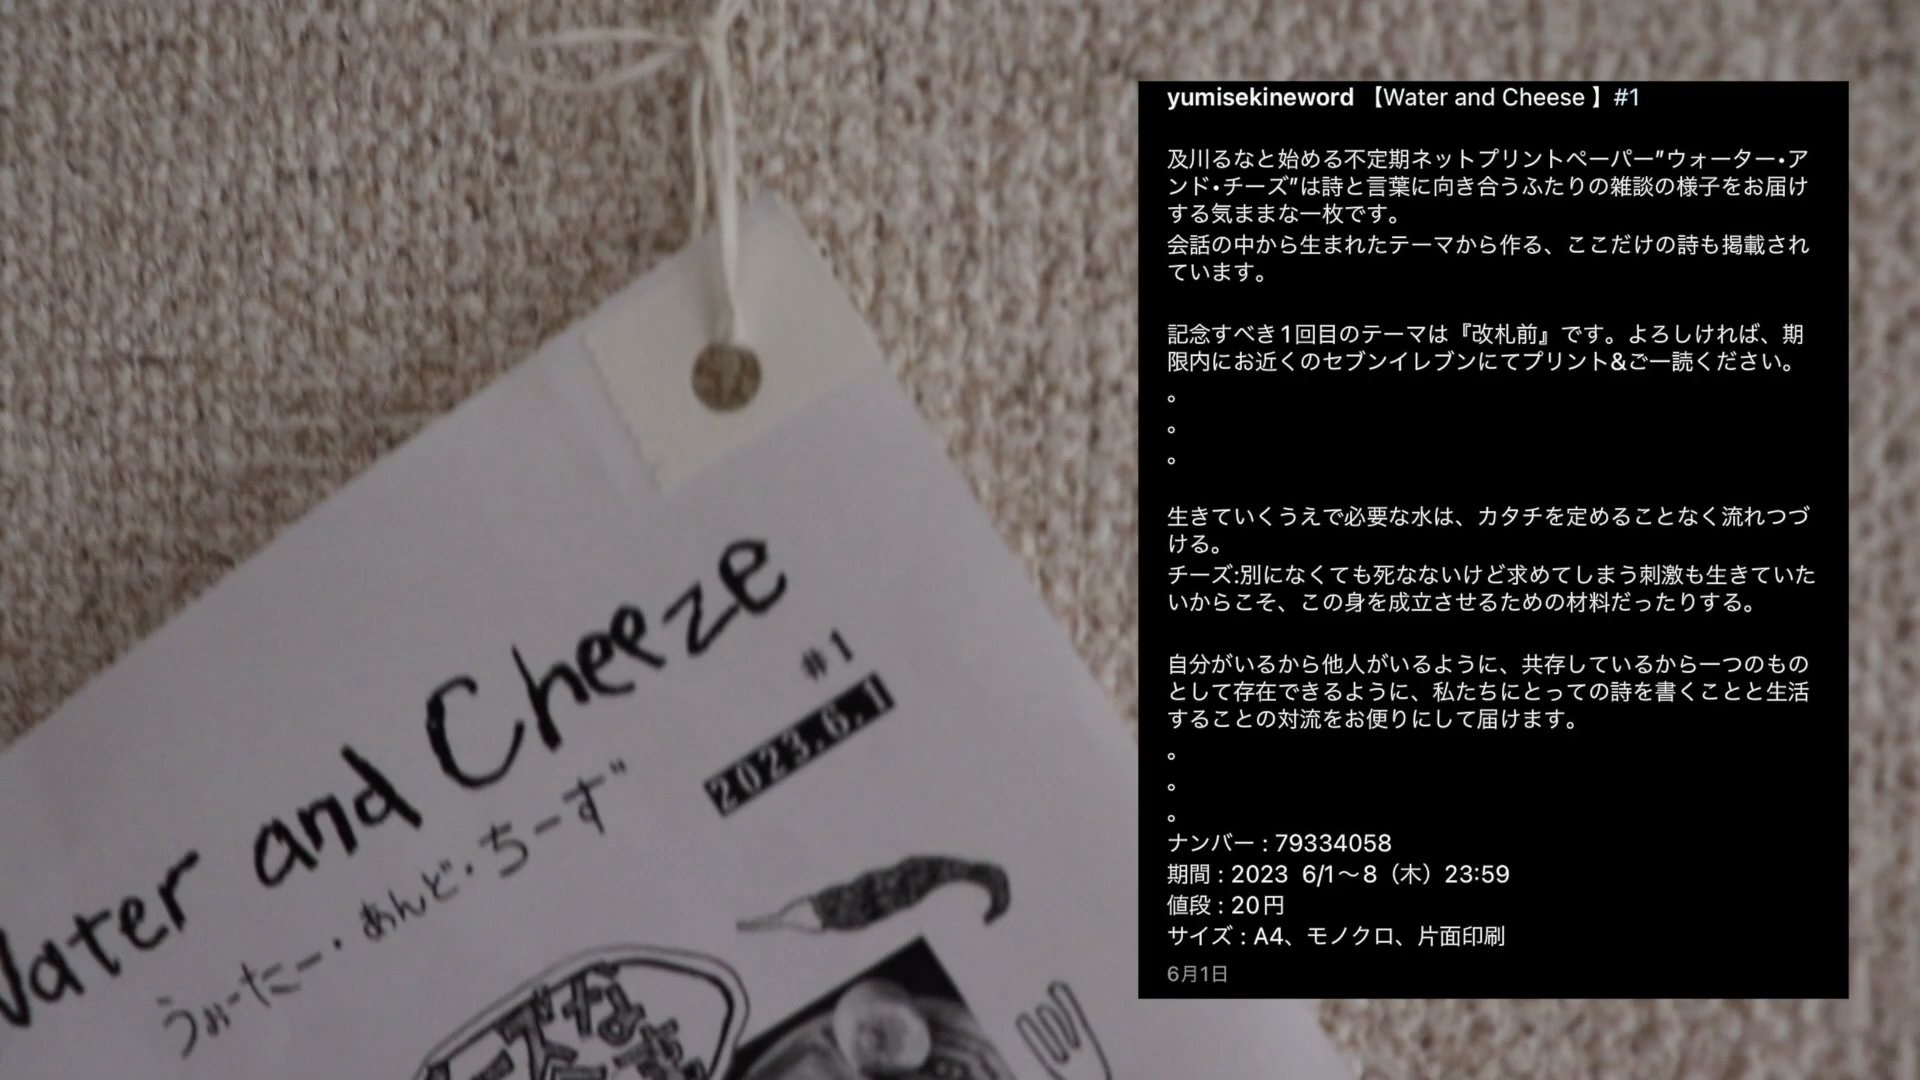 Water and Cheeze
うぉーたー・あんど・ちーず
#1
2023.6.1
yumisekineword 【Water and Cheese 】#1
及川るなと始める不定期ネットプリントペーパー"ウォーター・ア
ンド・チーズ"は詩と言葉に向き合うふたりの雑談の様子をお届け
する気ままな一枚です。
会話の中から生まれたテーマから作る、ここだけの詩も掲載され
ています。
記念すべき1回目のテーマは『改札前』です。よろしければ、期
限内にお近くのセブンイレブンにてプリント&ご一読ください。
。
。
。
生きていくうえで必要な水は、カタチを定めることなく流れつづ
ける。
チーズ:別になくても死なないけど求めてしまう刺激も生きていた
いからこそ、この身を成立させるための材料だったりする。
自分がいるから他人がいるように、共存しているから一つのもの
として存在できるように、私たちにとっての詩を書くことと生活
することの対流をお便りにして届けます。
。
。
。
ナンバー : 79334058
期間 : 2023 6/1〜8（木）23:59
値段 : 20円
サイズ : A4、モノクロ、片面印刷
6月1日